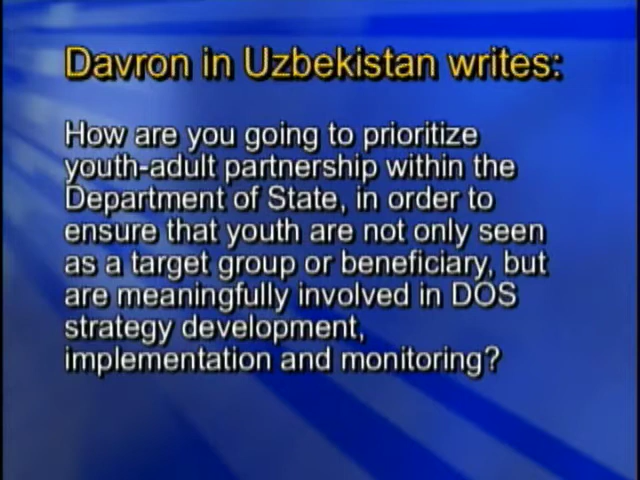 Davron in Uzbekistan writes:
How are you going to prioritize
youth-adult partnership within the
Department of State, in order to
ensure that youth are not only seen
as a target group or beneficiary, but
are meaningfully involved in DOS
strategy development,
implementation and monitoring?